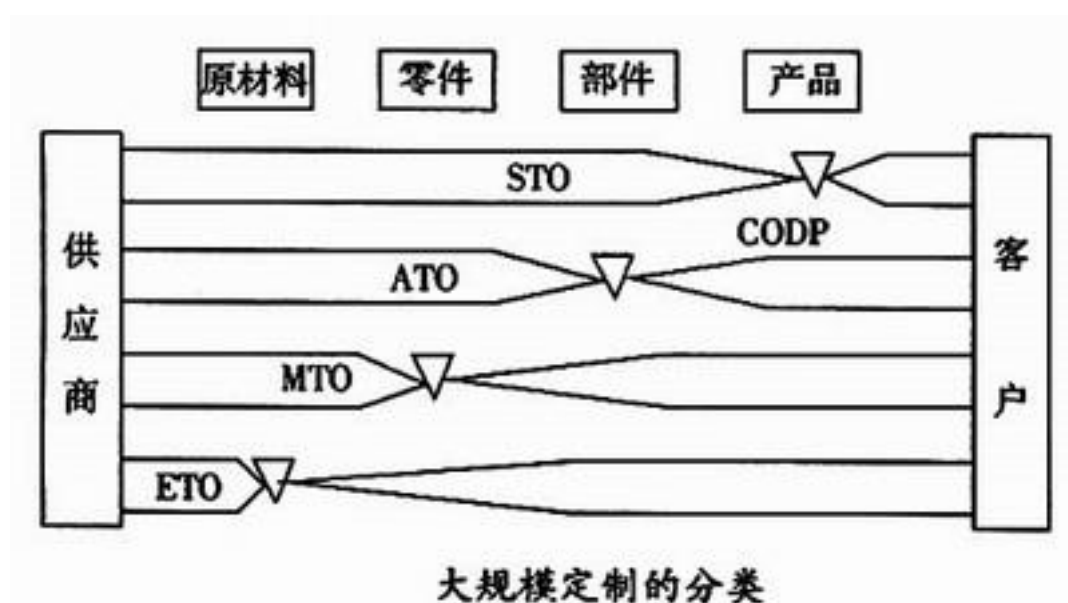 原材料 零件 部件 产品
供应商
客户
STO
CODP
ATO
MTO
ETO
大规模定制的分类